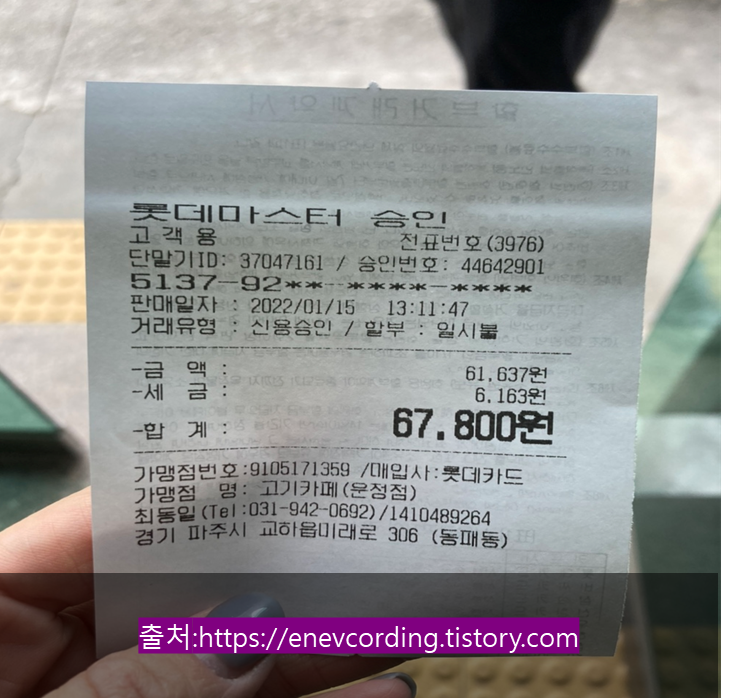 롯데마스터 승인
고객용 전표번호(3976)
단말기ID: 37047161 / 승인번호: 44642901
5137-92**-****-****
판매일자 : 2022/01/15 13:11:47
거래유형 : 신용승인 / 할부 : 일시불
-금 액 : 61,637원
-세 금 : 6,163원
-합 계 : 67,800원
가맹점번호:9105171359 /매입사:롯데카드
가맹점 명: 고기카페(운정점)
최동일(Tel:031-942-0692)/1410489264
경기 파주시 교하읍미래로 306 (동패동)
출처:https://enevcording.tistory.com